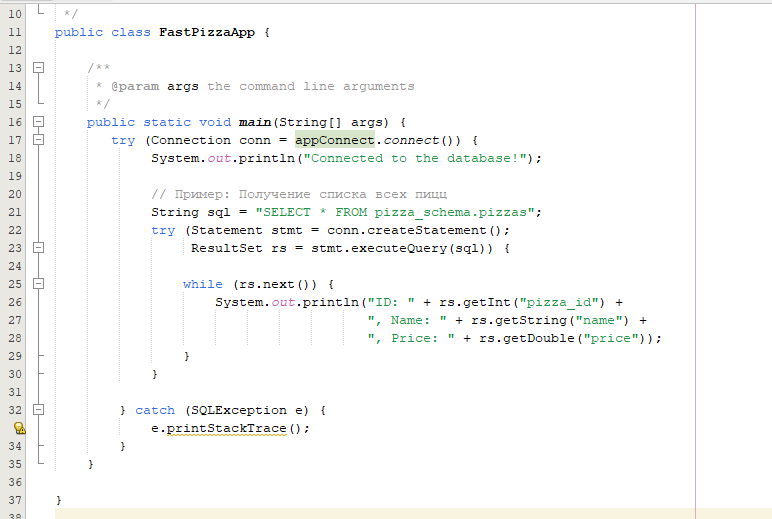 10 */
11 public class FastPizzaApp {
12
13 /**
14 * @param args the command line arguments
15 */
16 public static void main(String[] args) {
17 try (Connection conn = appConnect.connect()) {
18 System.out.println("Connected to the database!");
19
20 // Пример: Получение списка всех пицц
21 String sql = "SELECT * FROM pizza_schema.pizzas";
22 try (Statement stmt = conn.createStatement();
23 ResultSet rs = stmt.executeQuery(sql)) {
24
25 while (rs.next()) {
26 System.out.println("ID: " + rs.getInt("pizza_id") +
27 ", Name: " + rs.getString("name") +
28 ", Price: " + rs.getDouble("price"));
29 }
30 }
31
32 } catch (SQLException e) {
e.printStackTrace();
34 }
35 }
36
37 }
38